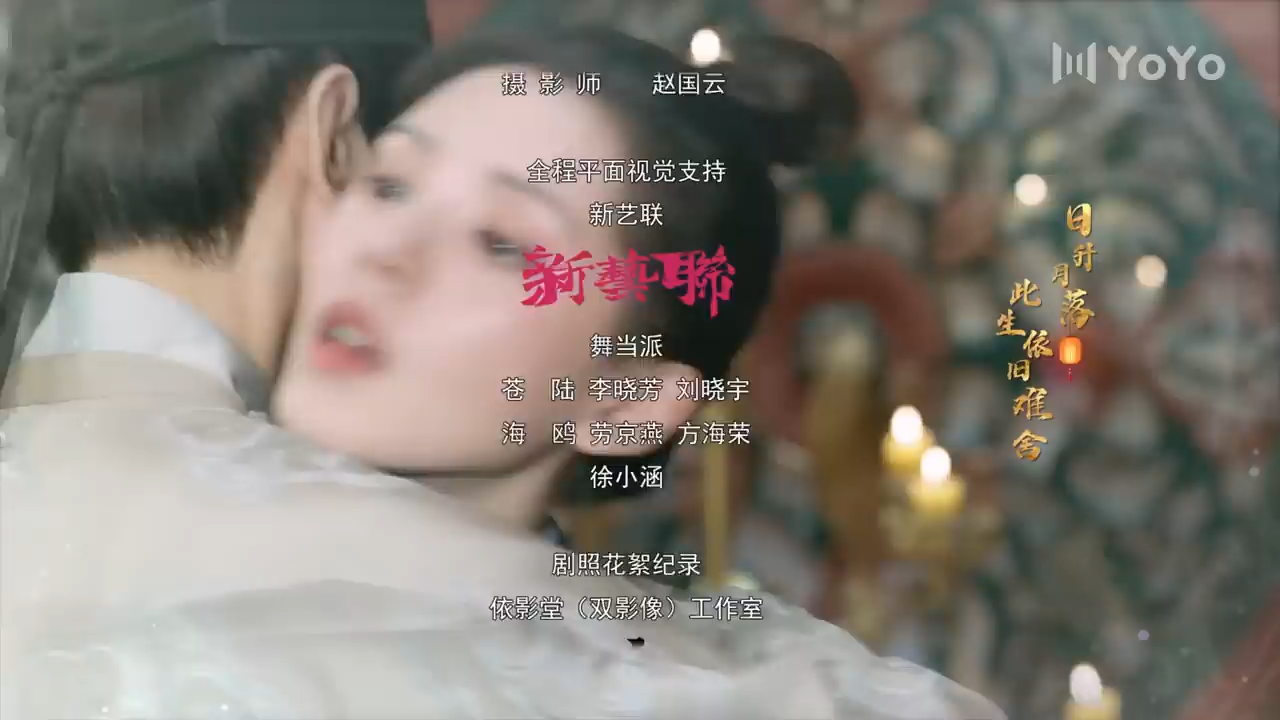 YoYo
摄 影 师 赵国云
全程平面视觉支持
新艺联
新藝聯
舞当派
苍 陆 李晓芳 刘晓宇
海 鸥 劳京燕 方海荣
徐小涵
剧照花絮纪录
依影堂（双影像）工作室
日升月落
此生依旧难舍